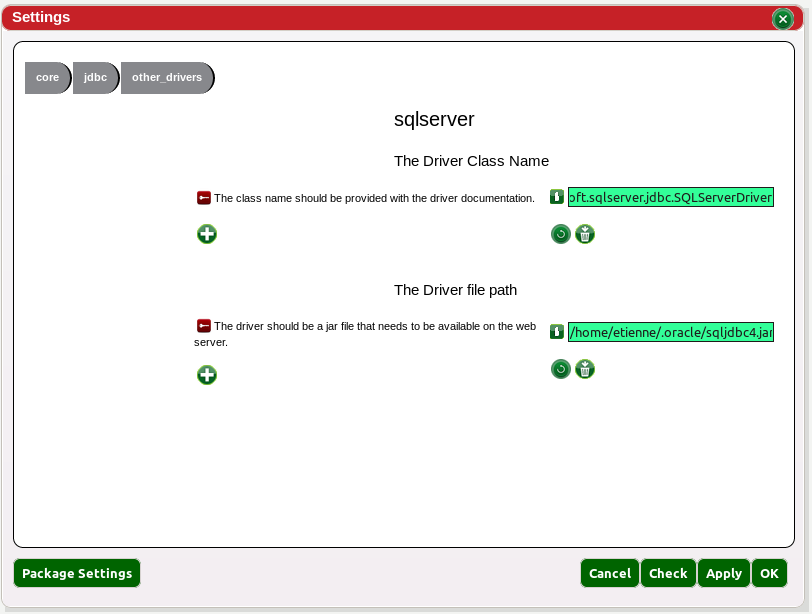 Settings
core jdbc other_drivers
sqlserver
The Driver Class Name
The class name should be provided with the driver documentation. oft.sqlserver.jdbc.SQLServerDriver
The Driver file path
The driver should be a jar file that needs to be available on the web
server.
/home/etienne/.oracle/sqljdbc4.jar
Package Settings Cancel Check Apply OK